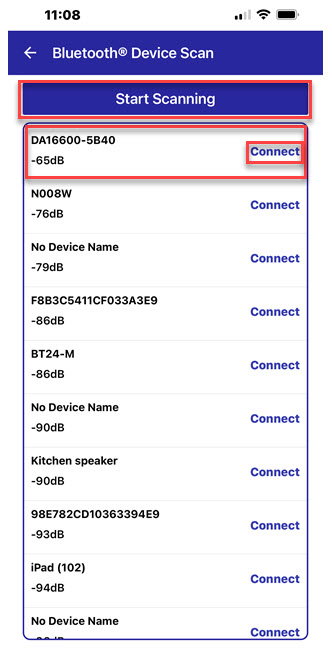 11:08
Bluetooth® Device Scan
Start Scanning
DA16600-5B40
-65dB
Connect
N008W
-76dB
Connect
No Device Name
-79dB
Connect
F8B3C5411CF033A3E9
-86dB
Connect
BT24-M
-86dB
Connect
No Device Name
-90dB
Connect
Kitchen speaker
-90dB
Connect
98E782CD10363394E9
-93dB
Connect
iPad (102)
-94dB
Connect
No Device Name
Connect